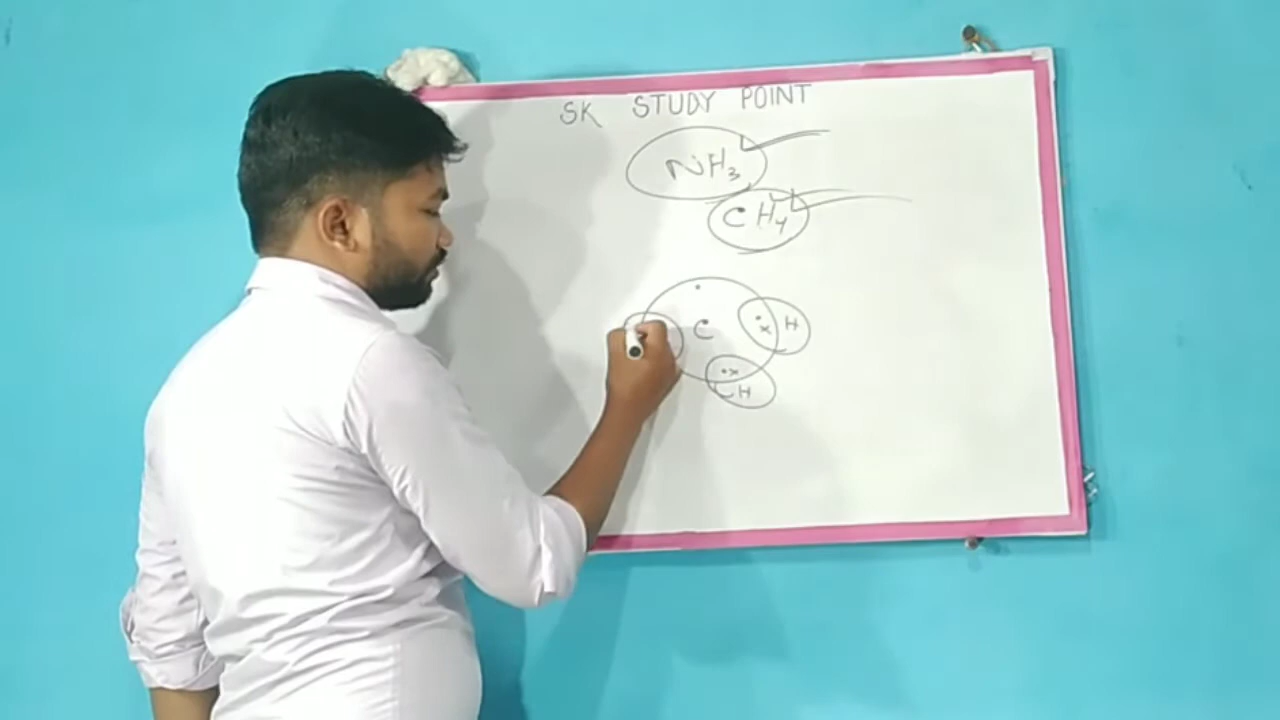 SK STUDY POINT
NH₃
CH₄
C
x H
x
H